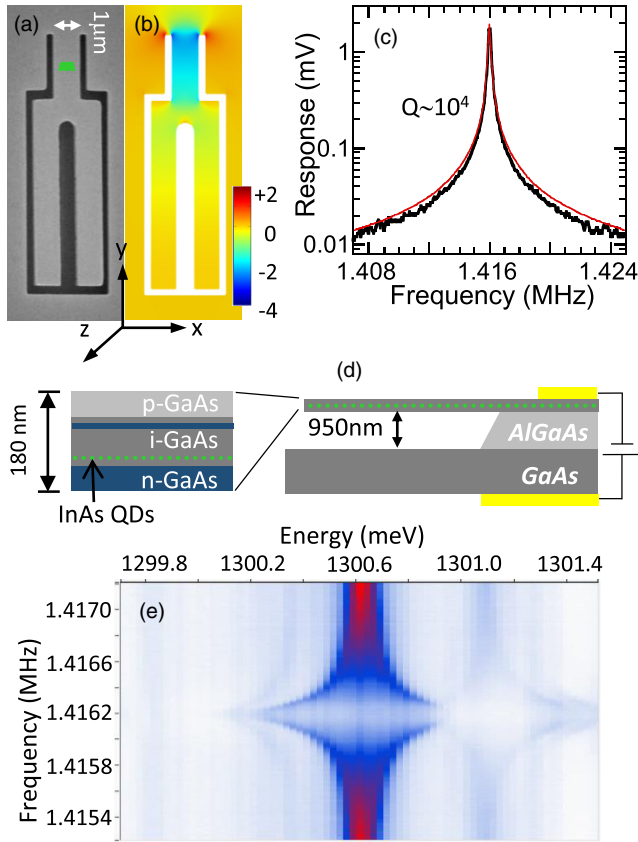 (a)
1μm
(b)
+2
0
-2
-4
y
z
x
(c)
Response (mV)
1
0.1
0.01
Q~10⁴
1.408
1.416
1.424
Frequency (MHz)
(d)
180 nm
p-GaAs
i-GaAs
n-GaAs
InAs QDs
950nm
AlGaAs
GaAs
Energy (meV)
1299.8
1300.2
1300.6
1301.0
1301.4
(e)
Frequency (MHz)
1.4170
1.4166
1.4162
1.4158
1.4154